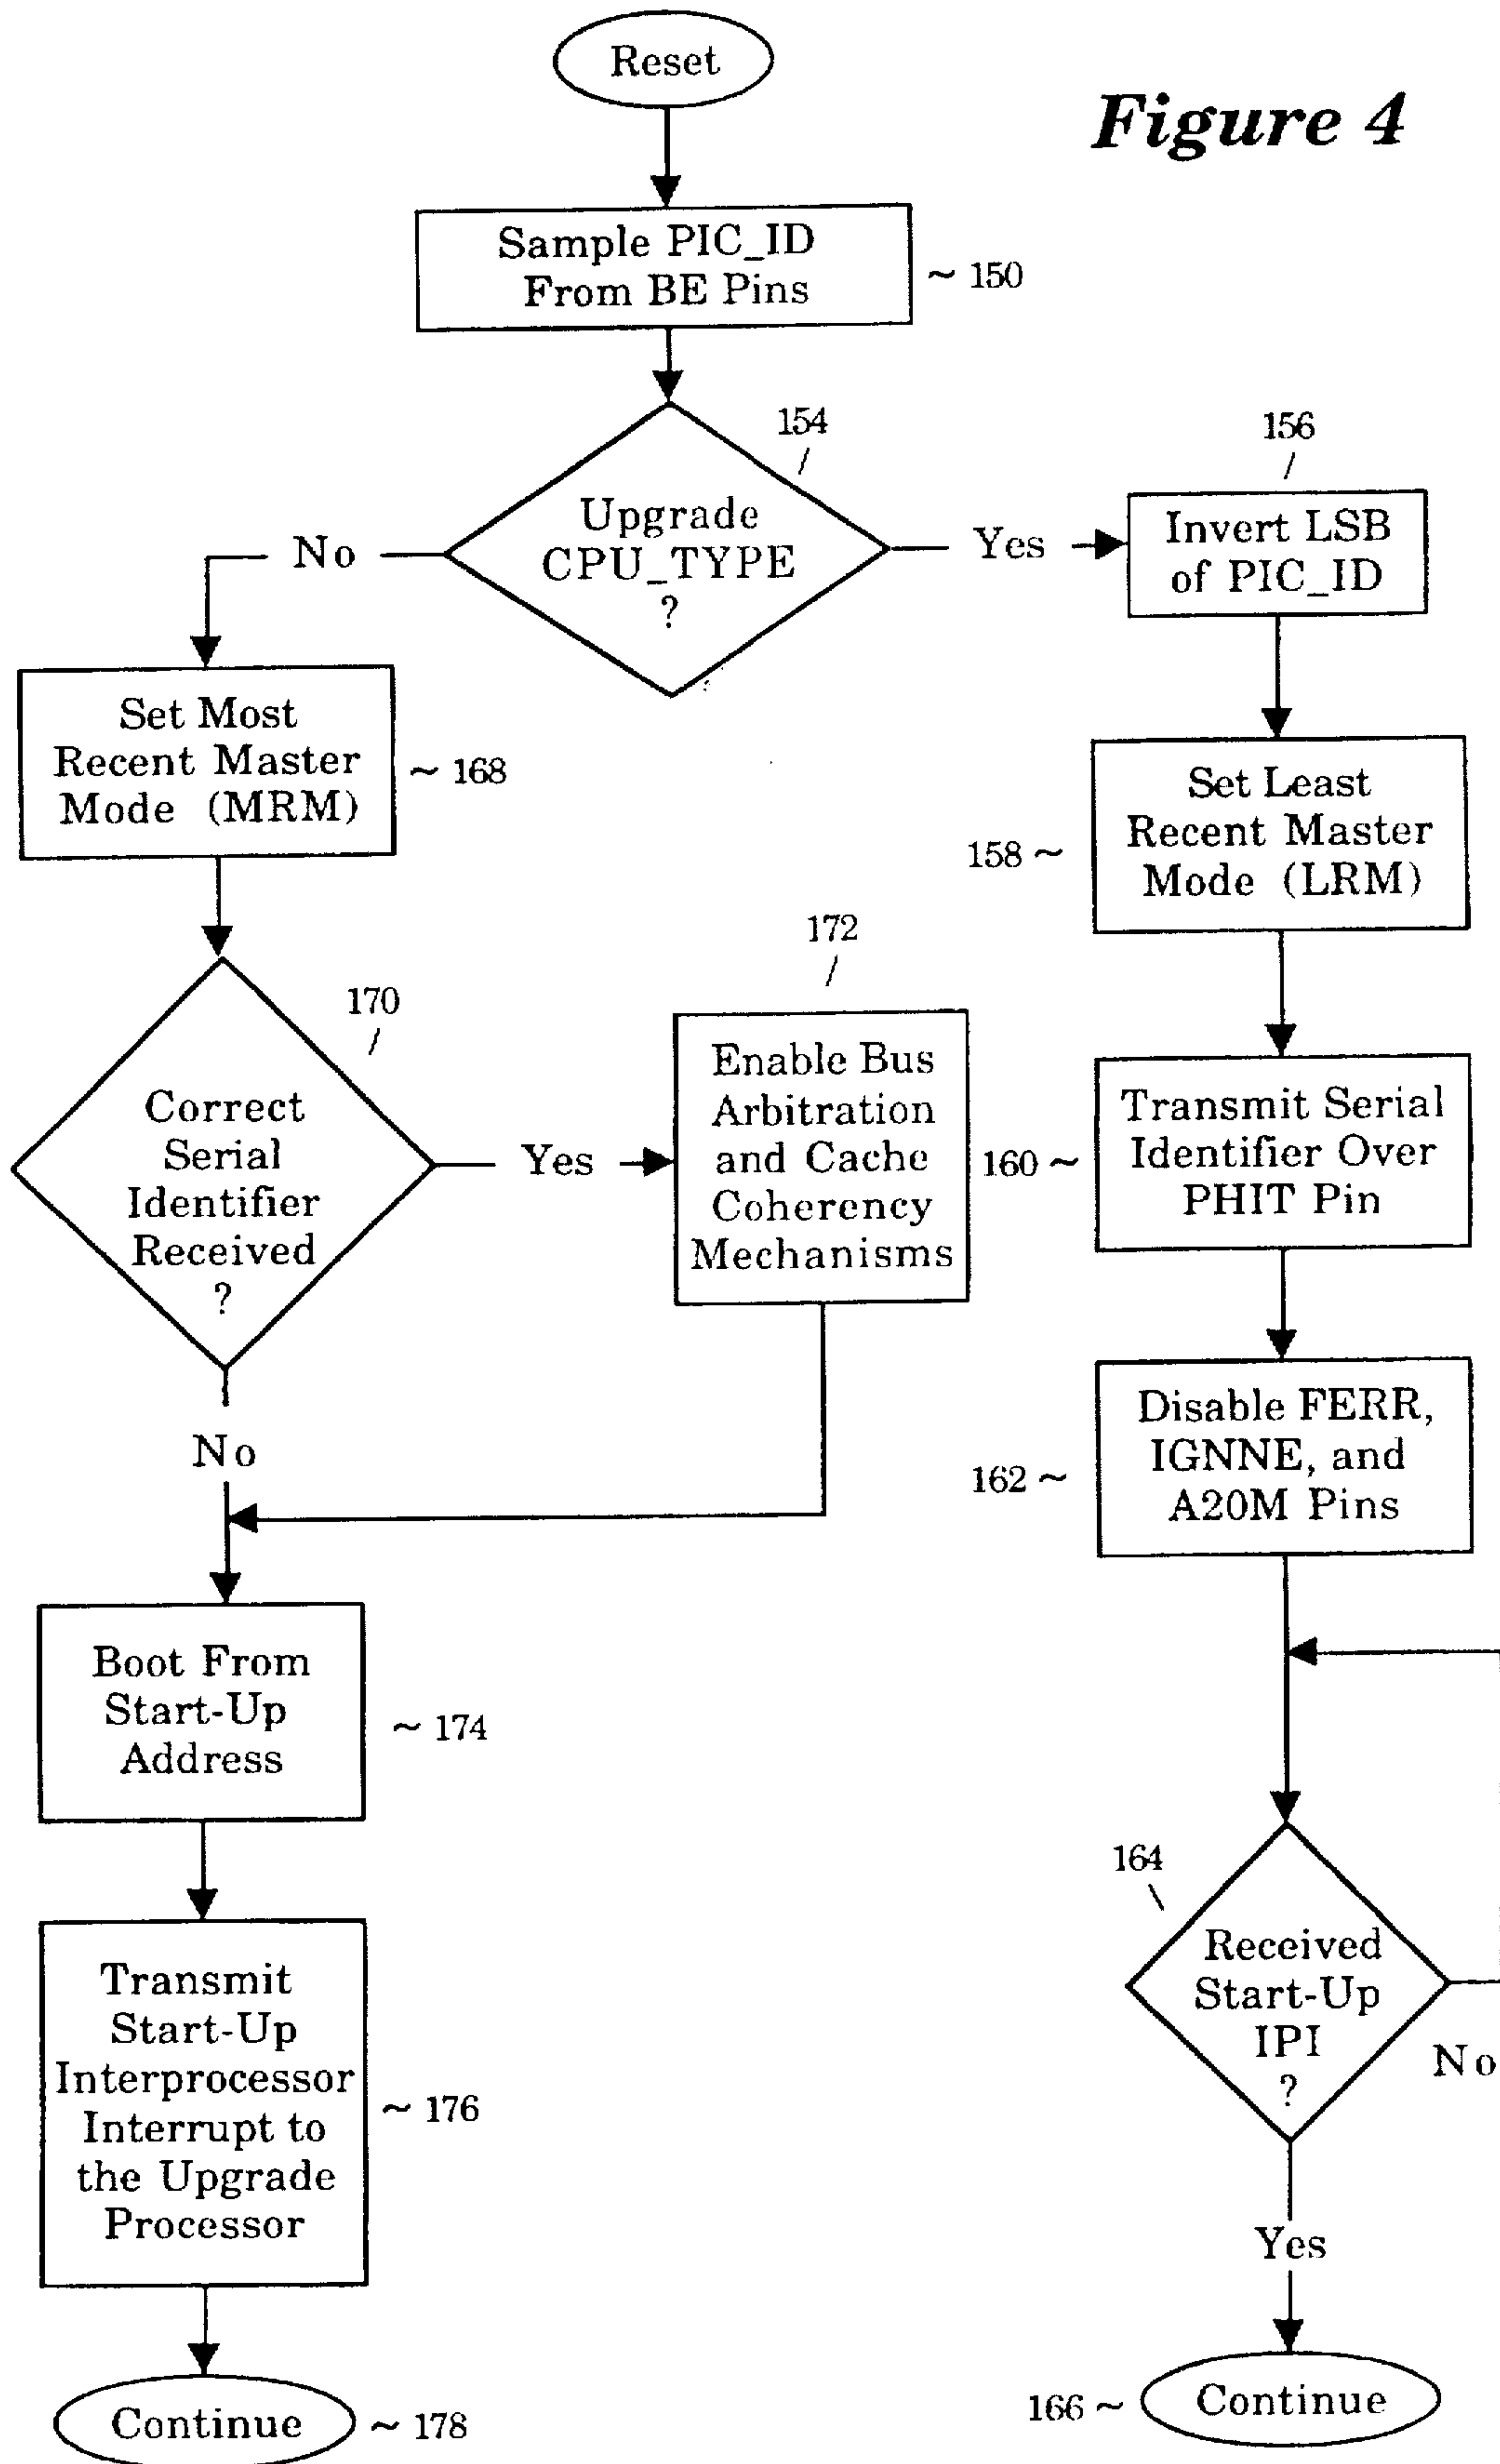 Reset
Figure 4
Sample PIC_ID
From BE Pins
~ 150
154
Upgrade
CPU_TYPE
?
No
Yes
156
Invert LSB
of PIC_ID
Set Most
Recent Master
Mode (MRM)
~ 168
Set Least
Recent Master
Mode (LRM)
158 ~
170
Correct
Serial
Identifier
Received
?
Yes
No
172
Enable Bus
Arbitration
and Cache
Coherency
Mechanisms
160 ~
Transmit Serial
Identifier Over
PHIT Pin
162 ~
Disable FERR,
IGNNE, and
A20M Pins
Boot From
Start-Up
Address
~ 174
164
Received
Start-Up
IPI
?
No
Yes
Transmit
Start-Up
Interprocessor
Interrupt to
the Upgrade
Processor
~ 176
Continue
~ 178
166 ~
Continue